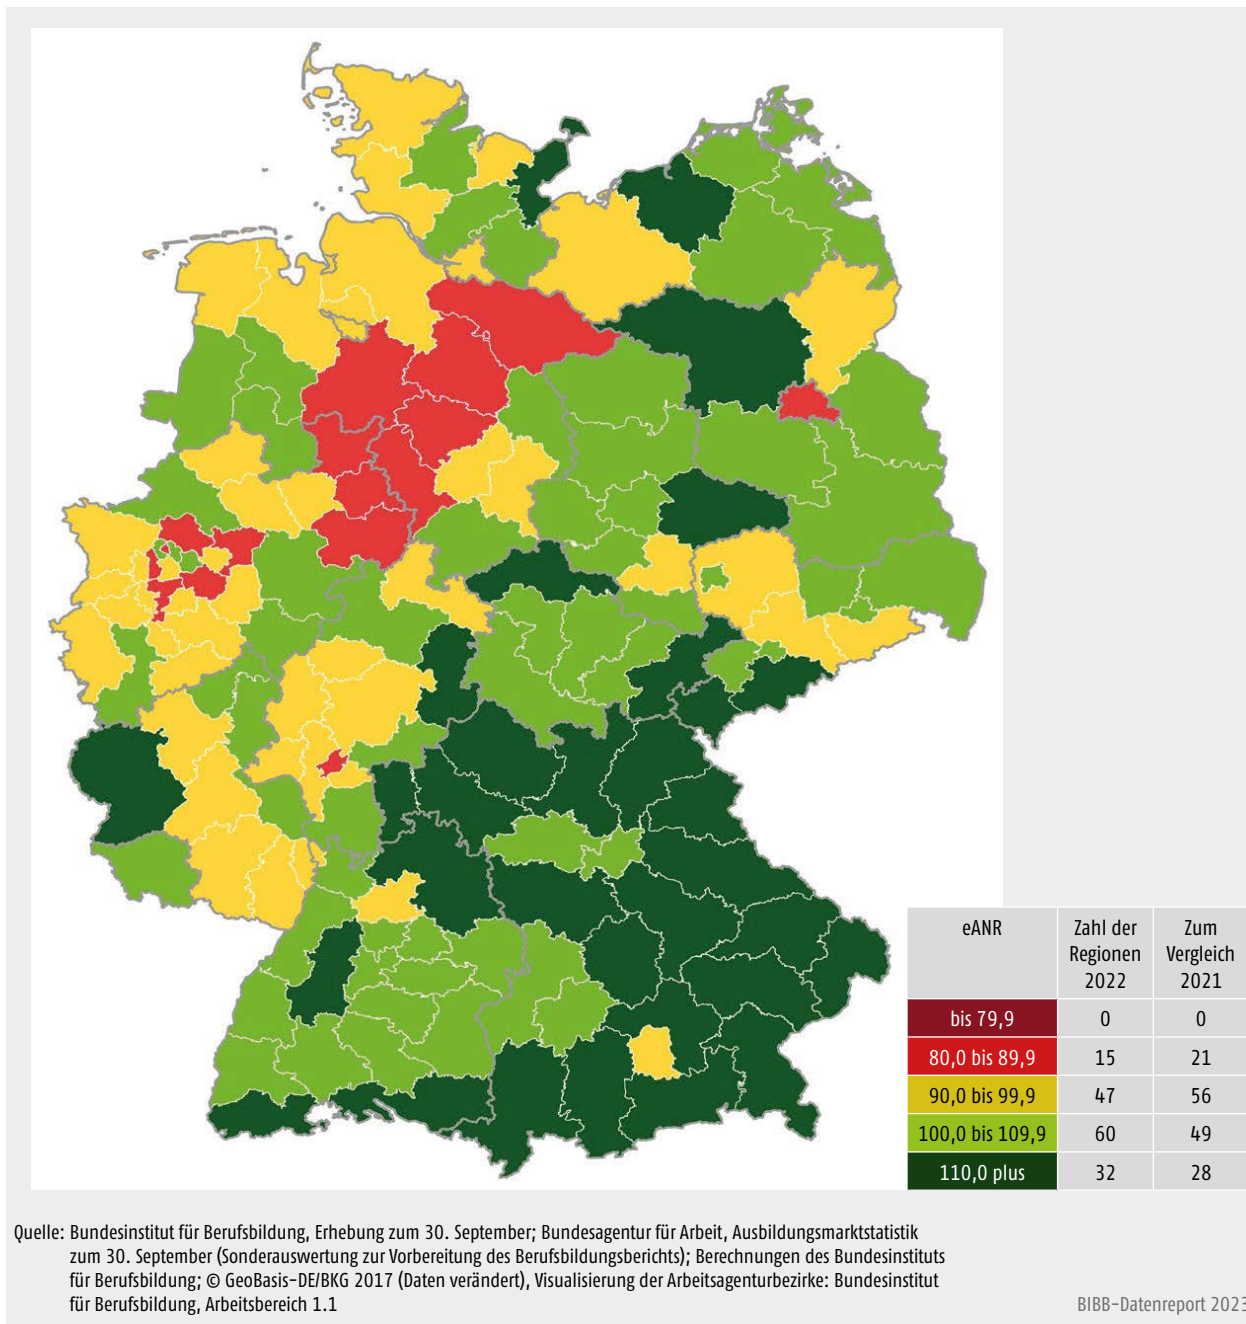 eANR Zahl der Regionen 2022 Zum Vergleich 2021
bis 79,9 0 0
80,0 bis 89,9 15 21
90,0 bis 99,9 47 56
100,0 bis 109,9 60 49
110,0 plus 32 28
Quelle: Bundesinstitut für Berufsbildung, Erhebung zum 30. September; Bundesagentur für Arbeit, Ausbildungsmarktstatistik
zum 30. September (Sonderauswertung zur Vorbereitung des Berufsbildungsberichts); Berechnungen des Bundesinstituts
für Berufsbildung; © GeoBasis-DE/BKG 2017 (Daten verändert), Visualisierung der Arbeitsagenturbezirke: Bundesinstitut
für Berufsbildung, Arbeitsbereich 1.1
BIBB-Datenreport 2023